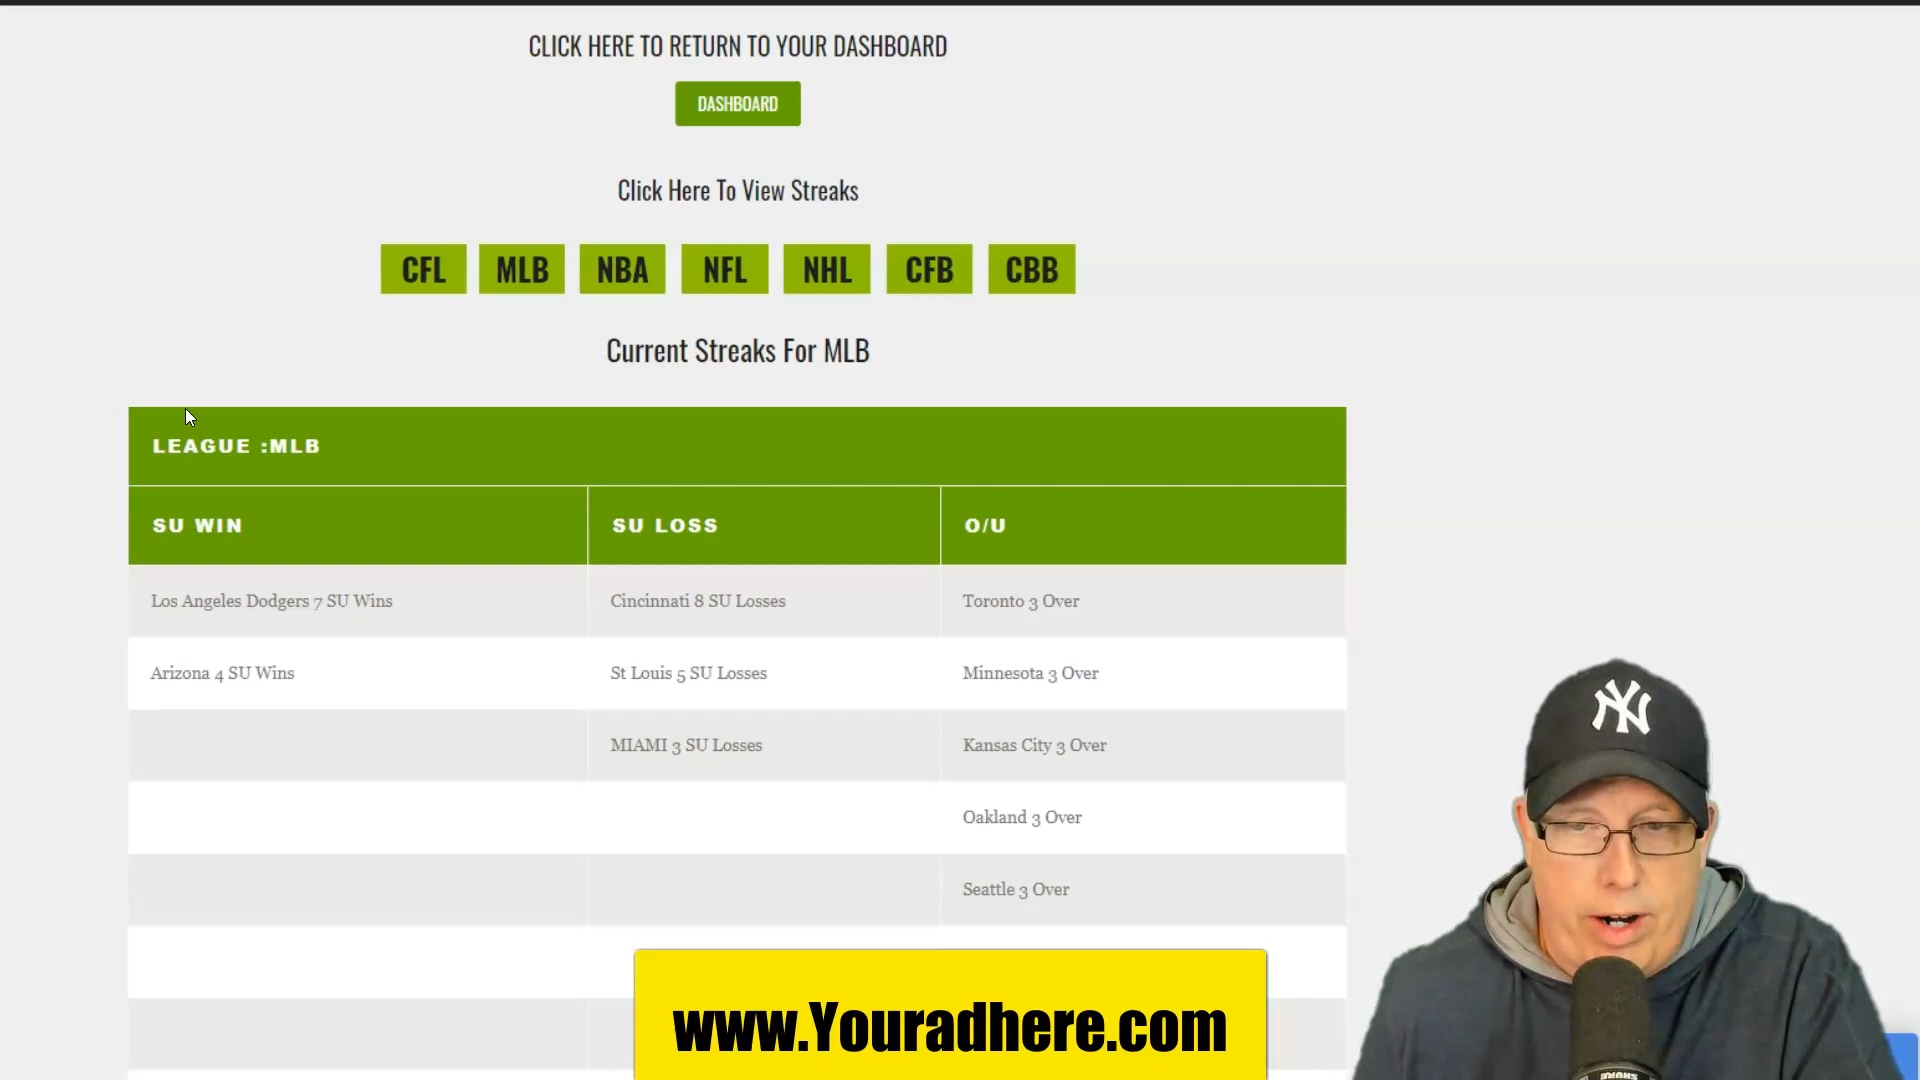 CLICK HERE TO RETURN TO YOUR DASHBOARD
DASHBOARD
Click Here To View Streaks
CFL MLB NBA NFL NHL CFB CBB
Current Streaks For MLB
LEAGUE :MLB
SU WIN SU LOSS O/U
Los Angeles Dodgers 7 SU Wins Cincinnati 8 SU Losses Toronto 3 Over
Arizona 4 SU Wins St Louis 5 SU Losses Minnesota 3 Over
MIAMI 3 SU Losses Kansas City 3 Over
Oakland 3 Over
Seattle 3 Over
www.Youradhere.com
NY
SHURE